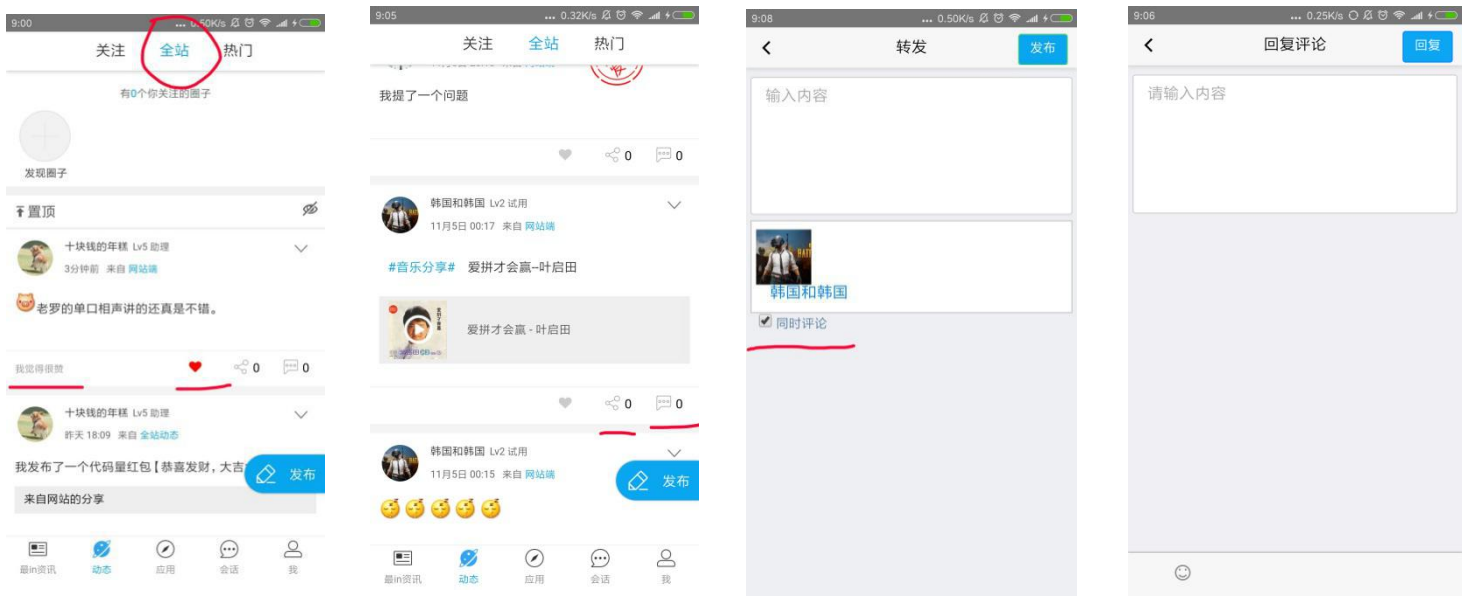 9:00
... 0.50K/s
关注 全站 热门
有0个你关注的圈子
发现圈子
置顶
十块钱的年糕 Lv5 助理
3分钟前 来自 网站端
老罗的单口相声讲的还真是不错。
我觉得很赞
0 0
十块钱的年糕 Lv5 助理
昨天 18:09 来自 全站动态
我发布了一个代码量红包【恭喜发财，大吉
发布
来自网站的分享
最in资讯 动态 应用 会话 我
9:05
... 0.32K/s
关注 全站 热门
我提了一个问题
0 0
韩国和韩国 Lv2 试用
11月5日 00:17 来自 网站端
#音乐分享# 爱拼才会赢--叶启田
爱拼才会赢 - 叶启田
0 0
韩国和韩国 Lv2 试用
11月5日 00:15 来自 网站端
发布
最in资讯 动态 应用 会话 我
9:08
... 0.50K/s
转发
发布
输入内容
韩国和韩国
同时评论
9:06
... 0.25K/s
回复评论
回复
请输入内容